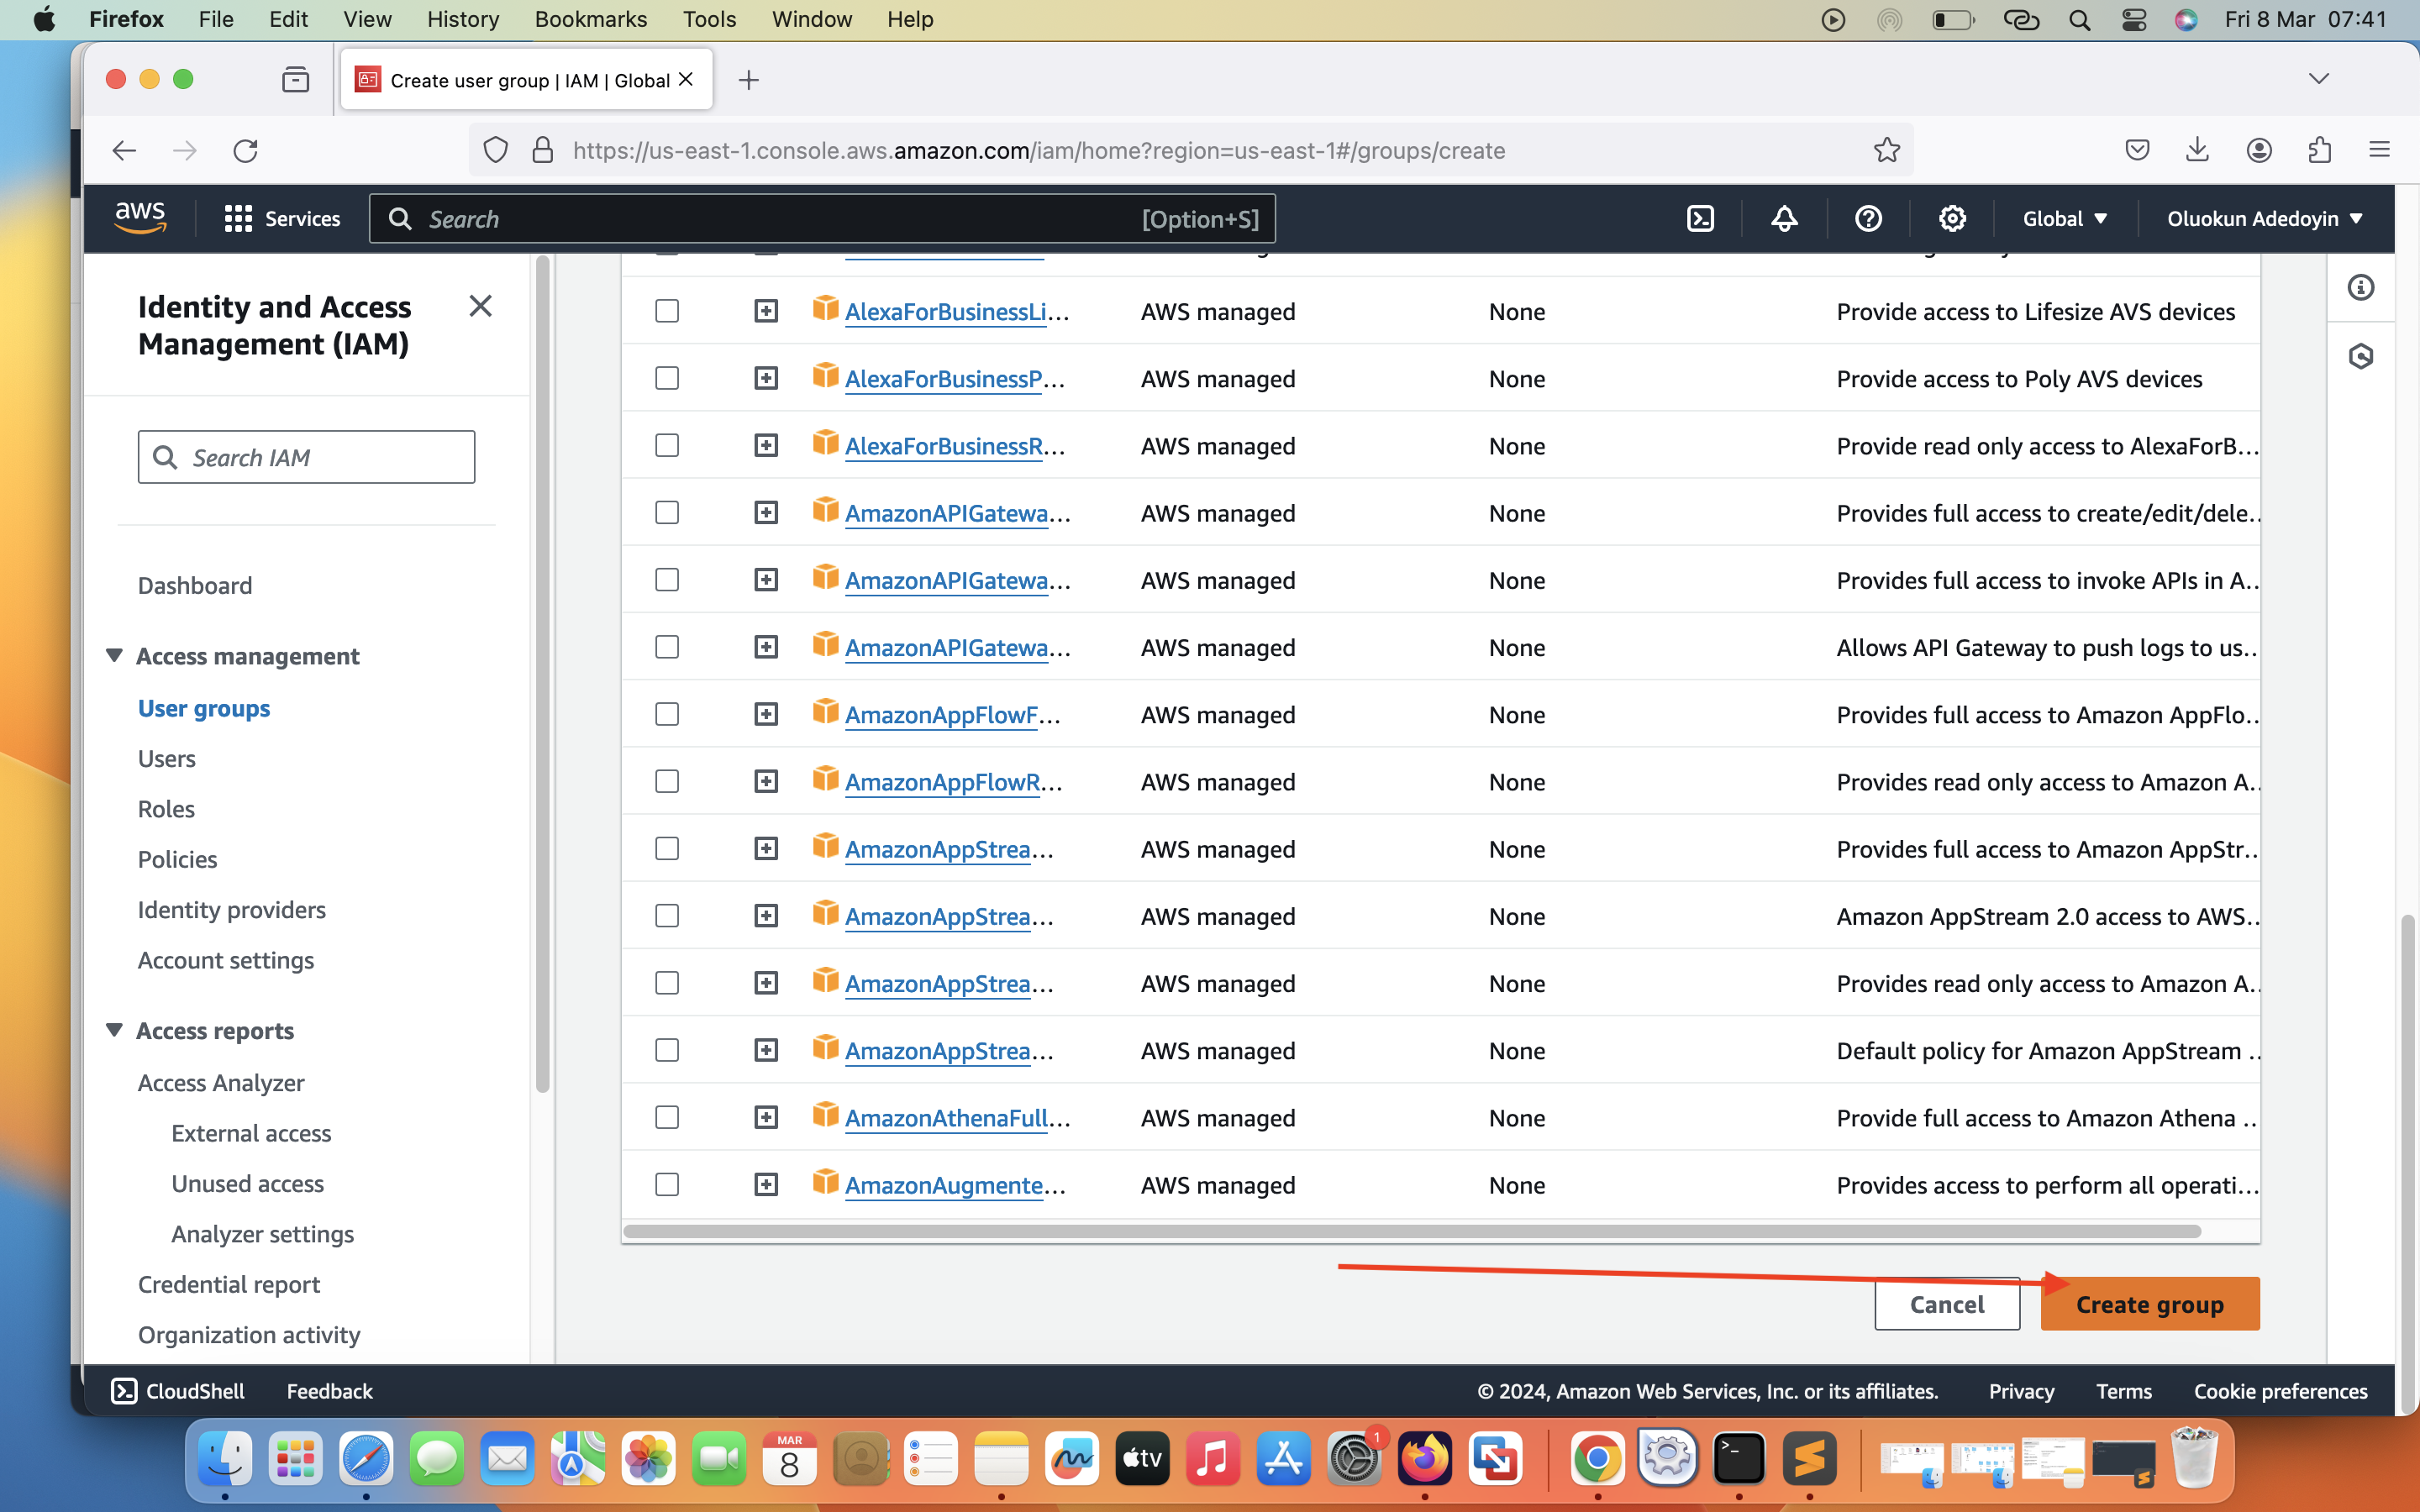 Firefox File Edit View History Bookmarks Tools Window Help Fri 8 Mar 07:41
Create user group | IAM | Global
https://us-east-1.console.aws.amazon.com/iam/home?region=us-east-1#/groups/create
aws Services Search [Option+S] Global Oluokun Adedoyin
Identity and Access
Management (IAM)
Search IAM
Dashboard
Access management
User groups
Users
Roles
Policies
Identity providers
Account settings
Access reports
Access Analyzer
External access
Unused access
Analyzer settings
Credential report
Organization activity
AlexaForBusinessLi... AWS managed None Provide access to Lifesize AVS devices
AlexaForBusinessP... AWS managed None Provide access to Poly AVS devices
AlexaForBusinessR... AWS managed None Provide read only access to AlexaForB...
AmazonAPIGatewa... AWS managed None Provides full access to create/edit/dele...
AmazonAPIGatewa... AWS managed None Provides full access to invoke APIs in A...
AmazonAPIGatewa... AWS managed None Allows API Gateway to push logs to us...
AmazonAppFlowF... AWS managed None Provides full access to Amazon AppFlo...
AmazonAppFlowR... AWS managed None Provides read only access to Amazon A...
AmazonAppStrea... AWS managed None Provides full access to Amazon AppStr...
AmazonAppStrea... AWS managed None Amazon AppStream 2.0 access to AWS...
AmazonAppStrea... AWS managed None Provides read only access to Amazon A...
AmazonAppStrea... AWS managed None Default policy for Amazon AppStream ...
AmazonAthenaFull... AWS managed None Provide full access to Amazon Athena ...
AmazonAugmente... AWS managed None Provides access to perform all operati...
Cancel Create group
CloudShell Feedback © 2024, Amazon Web Services, Inc. or its affiliates. Privacy Terms Cookie preferences
MAR
8
tv
1